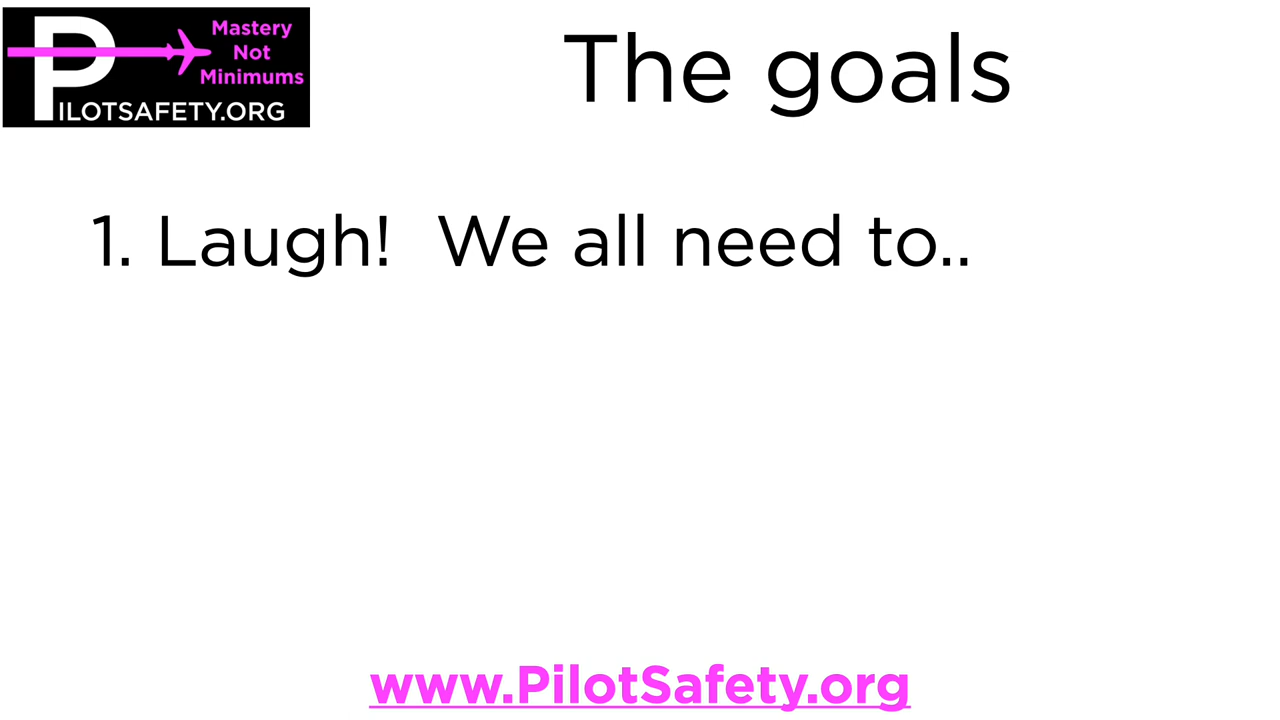 Mastery
Not
Minimums
PILOTSAFETY.ORG
The goals
1. Laugh!  We all need to..
www.PilotSafety.org